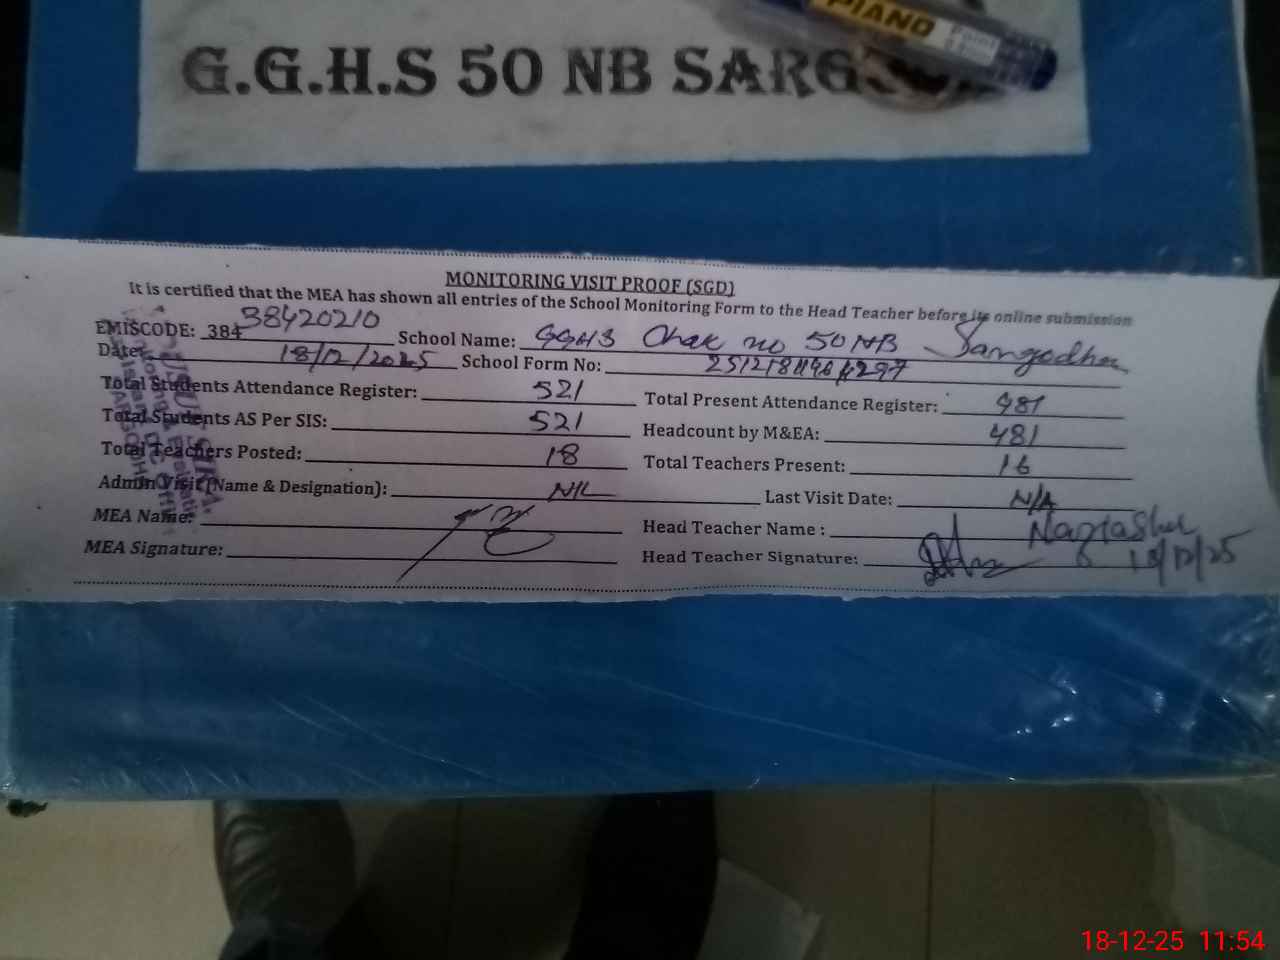 PIANO
Point
G.G.H.S 50 NB
MONITORING VISIT PROOF (SGD)
It is certified that the MEA has shown all entries of the School Monitoring Form to the Head Teacher before its online submission
EMISCODE: 384 38420210 School Name: GGHS Chak no 50 NB Sargodha
Date: 18/12/2025 School Form No:
Total Students Attendance Register: 521 Total Present Attendance Register: 481
Total Students AS Per SIS: 521 Headcount by M&EA: 481
Total Teachers Posted: 18 Total Teachers Present: 16
Admin Visit (Name & Designation): NIL Last Visit Date: N/A
MEA Name: Head Teacher Name :
MEA Signature: Head Teacher Signature: 18/12/25
18-12-25 11:54